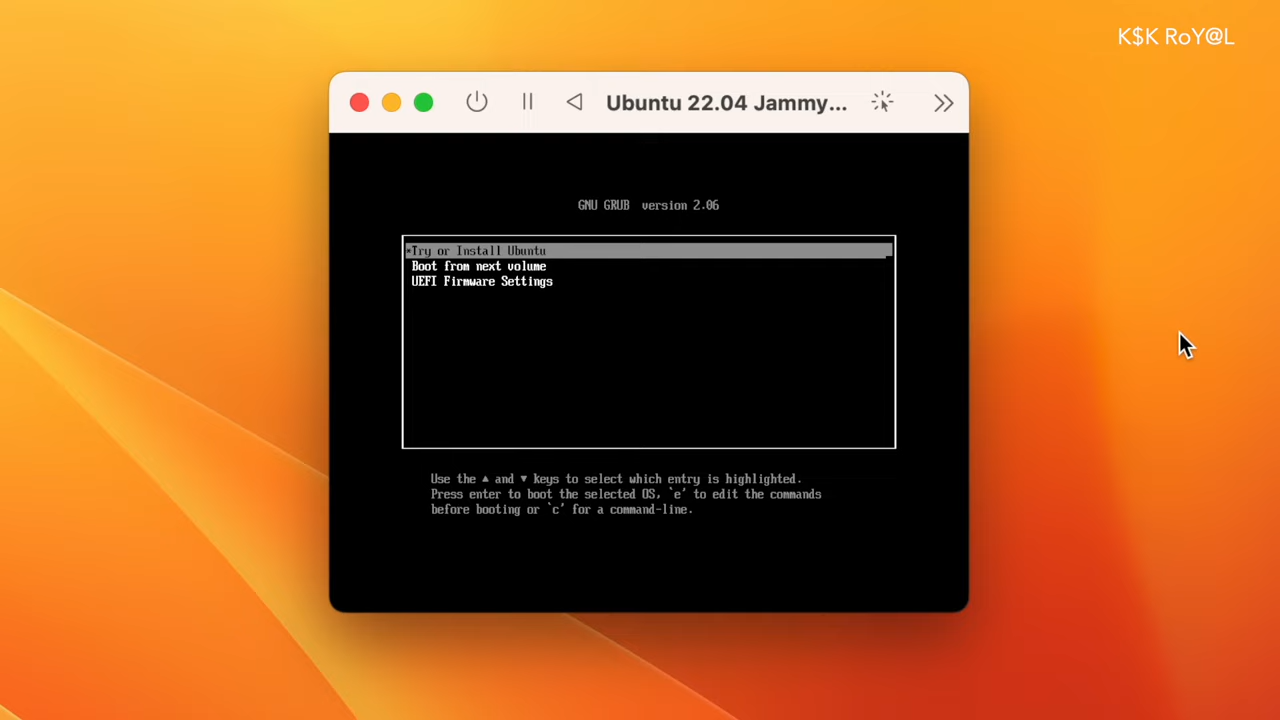 K$K RoY@L
Ubuntu 22.04 Jammy...
GNU GRUB version 2.06
*Try or Install Ubuntu
Boot from next volume
UEFI Firmware Settings
Use the ▲ and ▼ keys to select which entry is highlighted.
Press enter to boot the selected OS, `e' to edit the commands
before booting or `c' for a command-line.